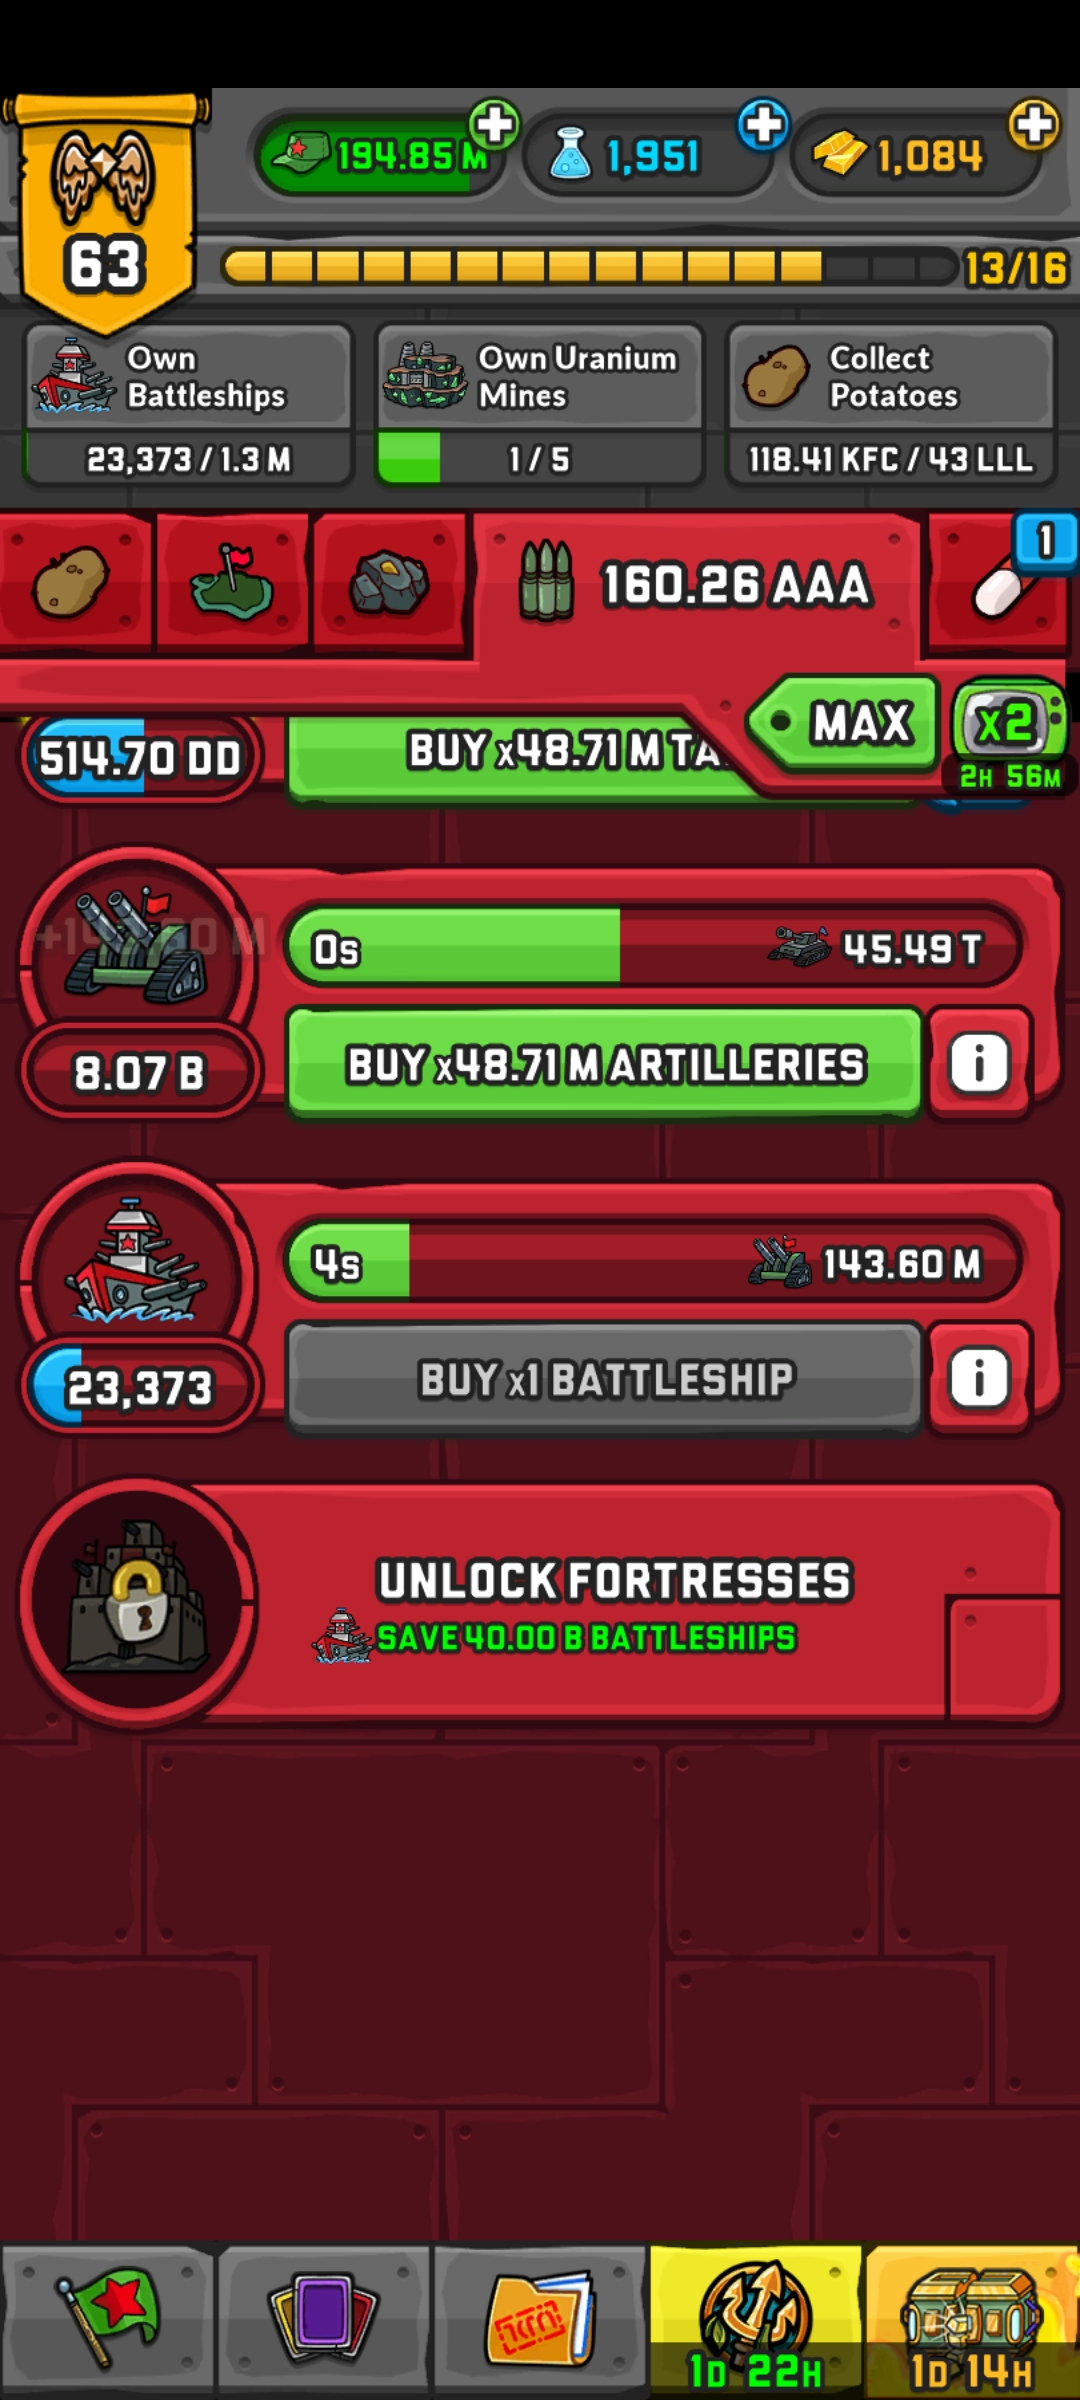 194.85 M
1,951
1,084
63
13/16
Own
Battleships
23,373 / 1.3 M
Own Uranium
Mines
1 / 5
Collect
Potatoes
118.41 KFC / 43 LLL
160.26 AAA
1
MAX
x2
2H 56M
514.70 DD
BUY x48.71 M TA
0s
45.49 T
8.07 B
BUY x48.71 M ARTILLERIES
i
4s
143.60 M
23,373
BUY x1 BATTLESHIP
i
UNLOCK FORTRESSES
SAVE 40.00 B BATTLESHIPS
1D 22H
1D 14H